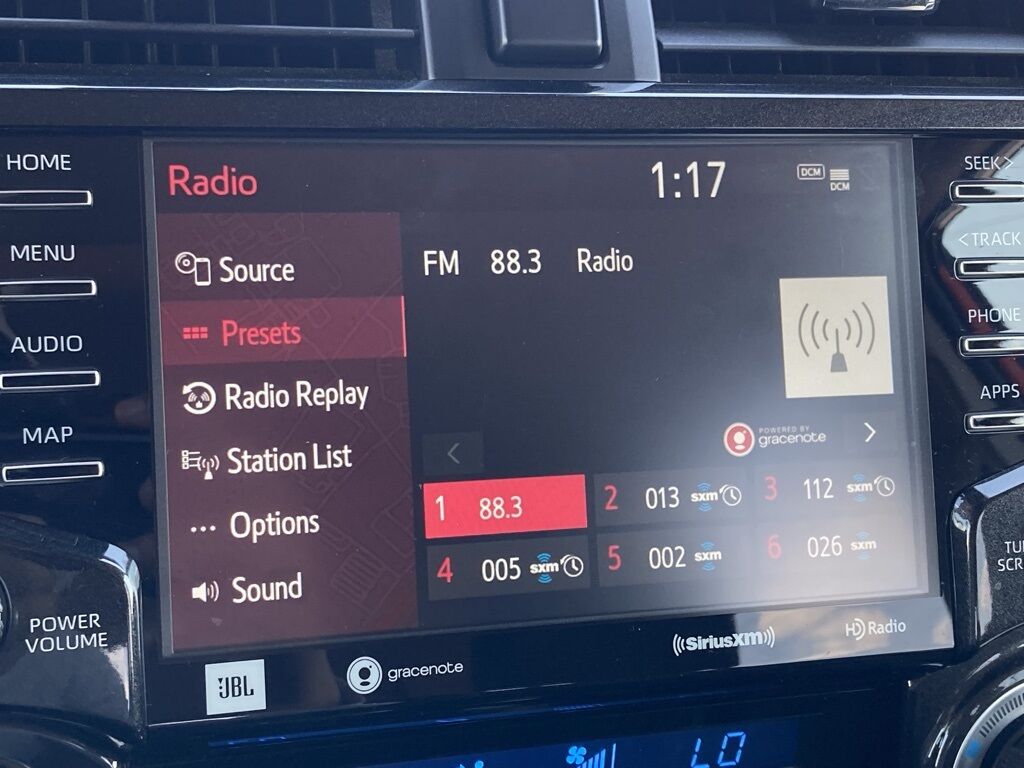 HOME
MENU
AUDIO
MAP
POWER
VOLUME
Radio
1:17
DCM
DCM
Source
Presets
Radio Replay
Station List
Options
Sound
FM 88.3 Radio
POWERED BY
gracenote
1 88.3
2 013 sxm
3 112 sxm
4 005 sxm
5 002 sxm
6 026 sxm
JBL
gracenote
((SiriusXM))
HD Radio
SEEK>
<TRACK
PHONE
APPS
LO